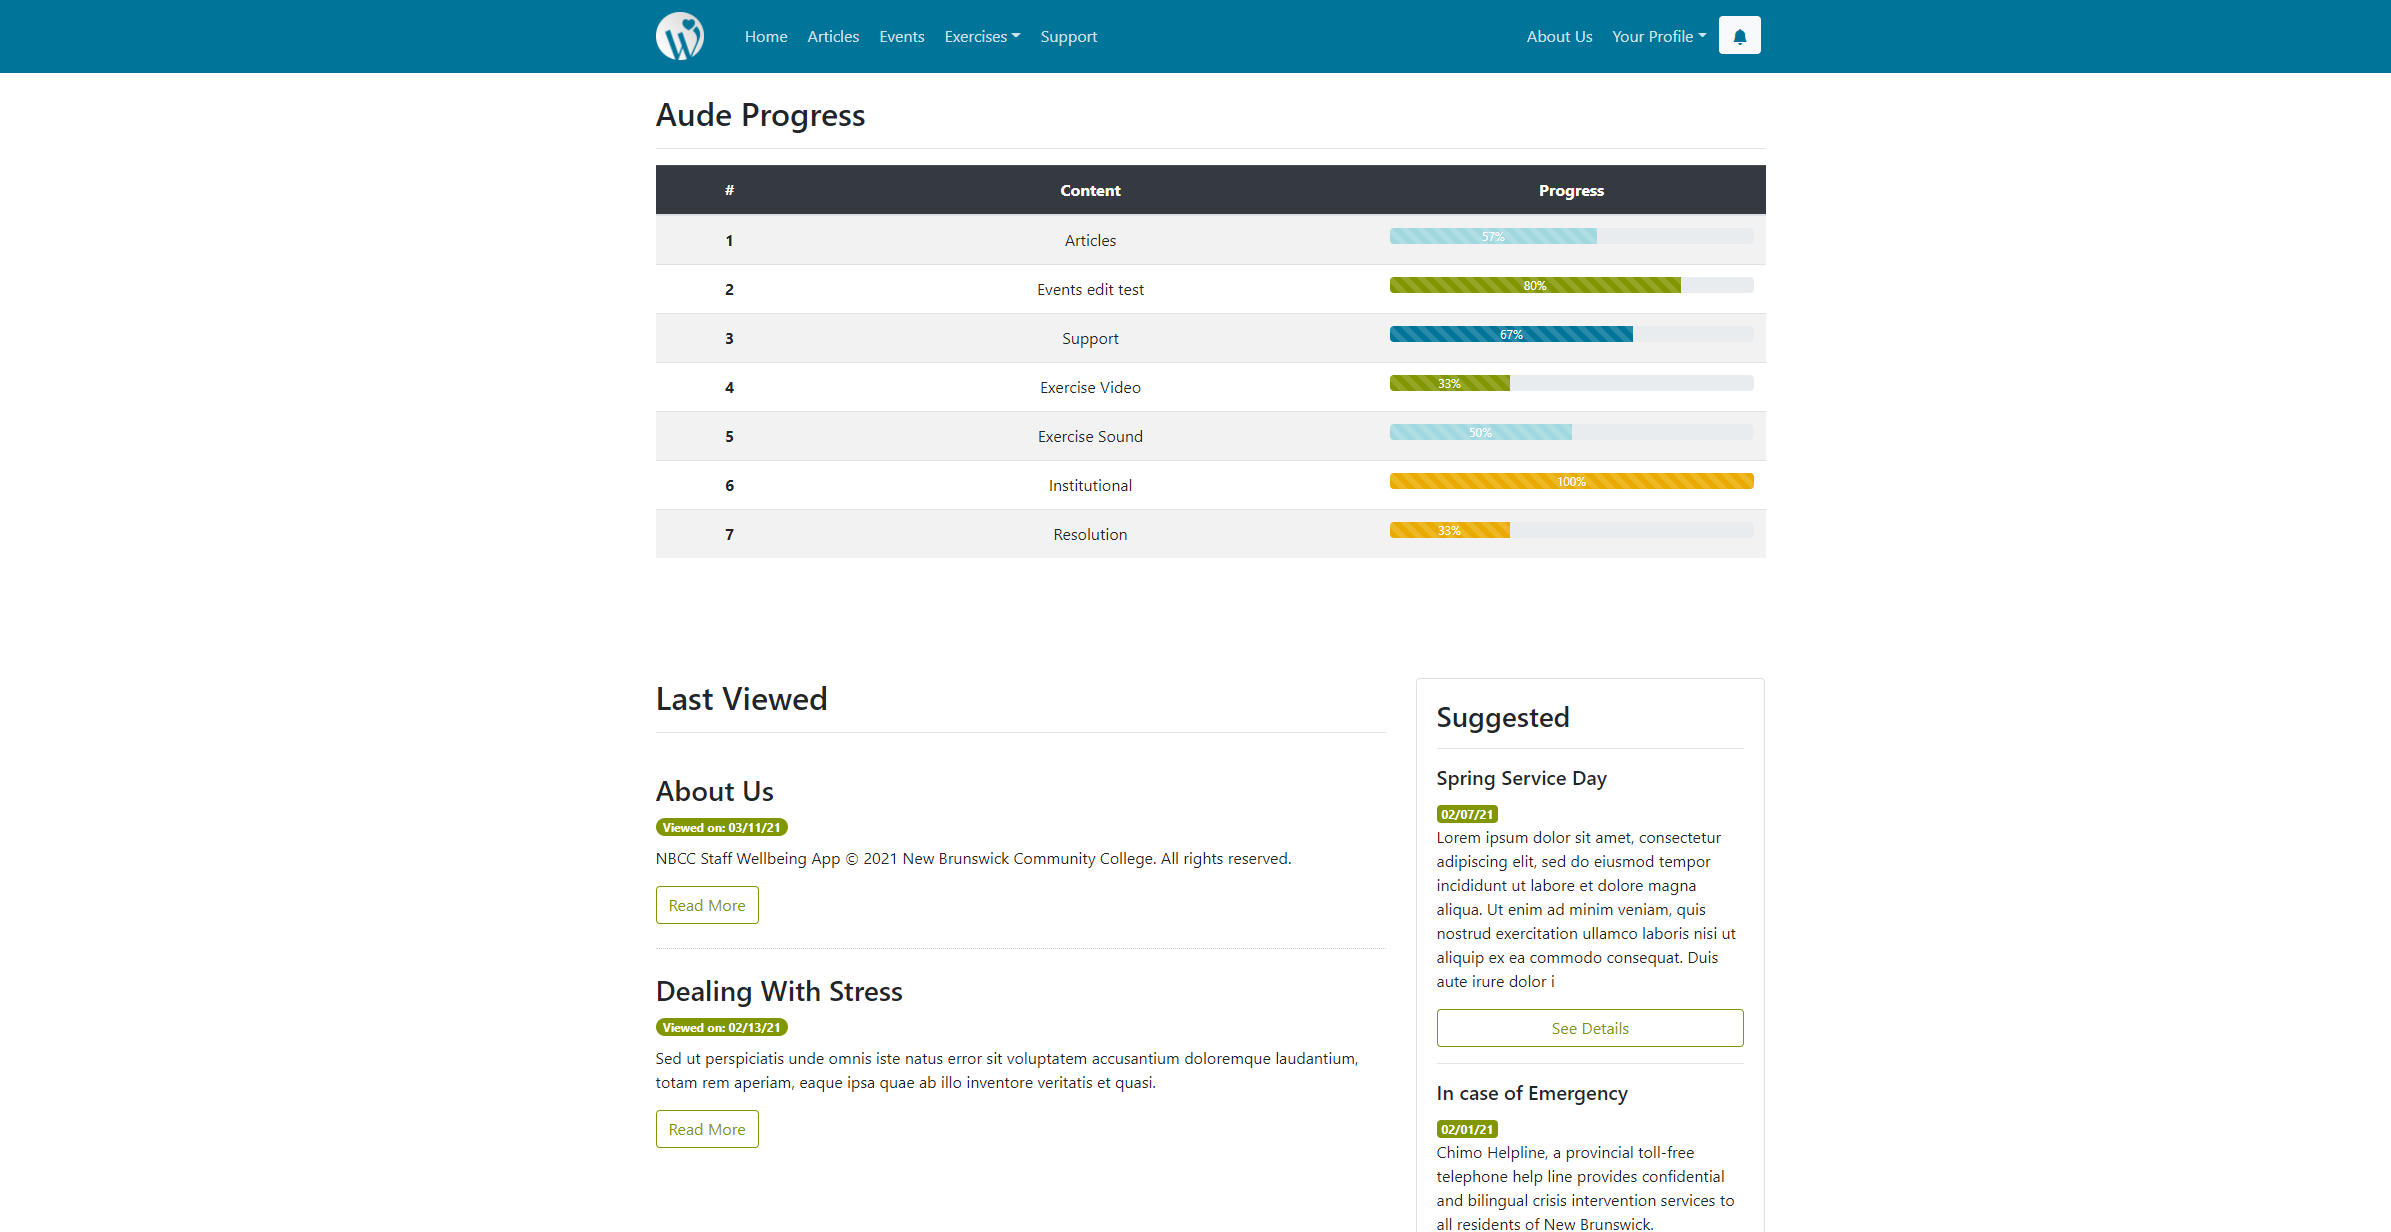 Home Articles Events Exercises Support About Us Your Profile
Aude Progress
# Content Progress
1 Articles 57%
2 Events edit test 80%
3 Support 67%
4 Exercise Video 33%
5 Exercise Sound 50%
6 Institutional 100%
7 Resolution 33%
Last Viewed
About Us
Viewed on: 03/11/21
NBCC Staff Wellbeing App © 2021 New Brunswick Community College. All rights reserved.
Read More
Dealing With Stress
Viewed on: 02/13/21
Sed ut perspiciatis unde omnis iste natus error sit voluptatem accusantium doloremque laudantium,
totam rem aperiam, eaque ipsa quae ab illo inventore veritatis et quasi.
Read More
Suggested
Spring Service Day
02/07/21
Lorem ipsum dolor sit amet, consectetur
adipiscing elit, sed do eiusmod tempor
incididunt ut labore et dolore magna
aliqua. Ut enim ad minim veniam, quis
nostrud exercitation ullamco laboris nisi ut
aliquip ex ea commodo consequat. Duis
aute irure dolor i
See Details
In case of Emergency
02/01/21
Chimo Helpline, a provincial toll-free
telephone help line provides confidential
and bilingual crisis intervention services to
all residents of New Brunswick.